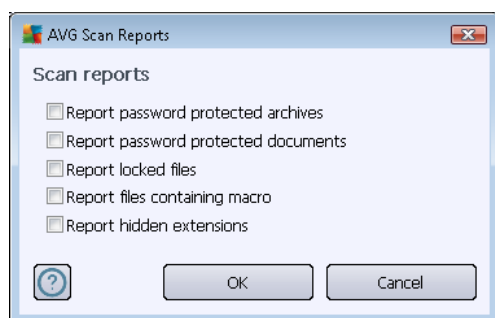 AVG Scan Reports
Scan reports
Report password protected archives
Report password protected documents
Report locked files
Report files containing macro
Report hidden extensions
?
OK
Cancel